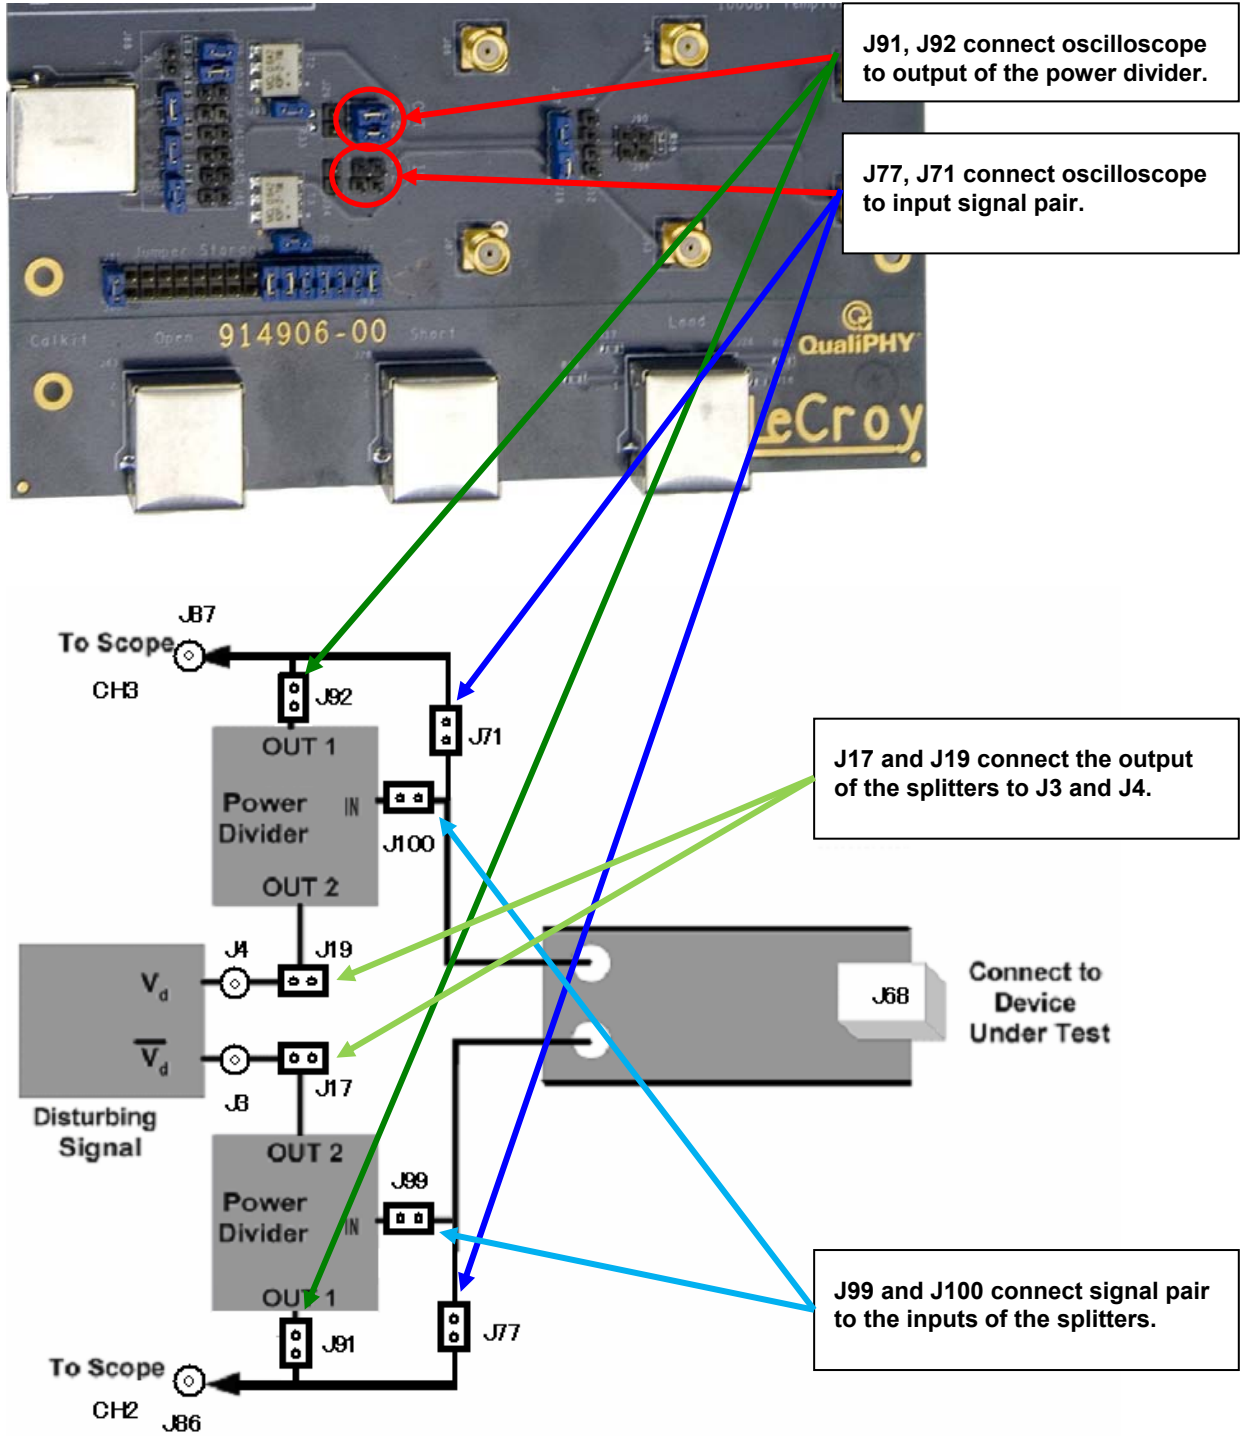 J91, J92 connect oscilloscope
to output of the power divider.
J77, J71 connect oscilloscope
to input signal pair.
Jumper Storage
Calkit
Open
914906-00
Short
Load
QualiPHY
LeCroy
J87
To Scope
CH3
J92
J71
OUT 1
Power
Divider
IN
J100
OUT 2
J17 and J19 connect the output
of the splitters to J3 and J4.
J4
J19
Vd
J68
Connect to
Device
Under Test
Vd
J3
J17
Disturbing
Signal
OUT 2
J99
Power
Divider
IN
OUT 1
J99 and J100 connect signal pair
to the inputs of the splitters.
J91
J77
To Scope
CH2
J86